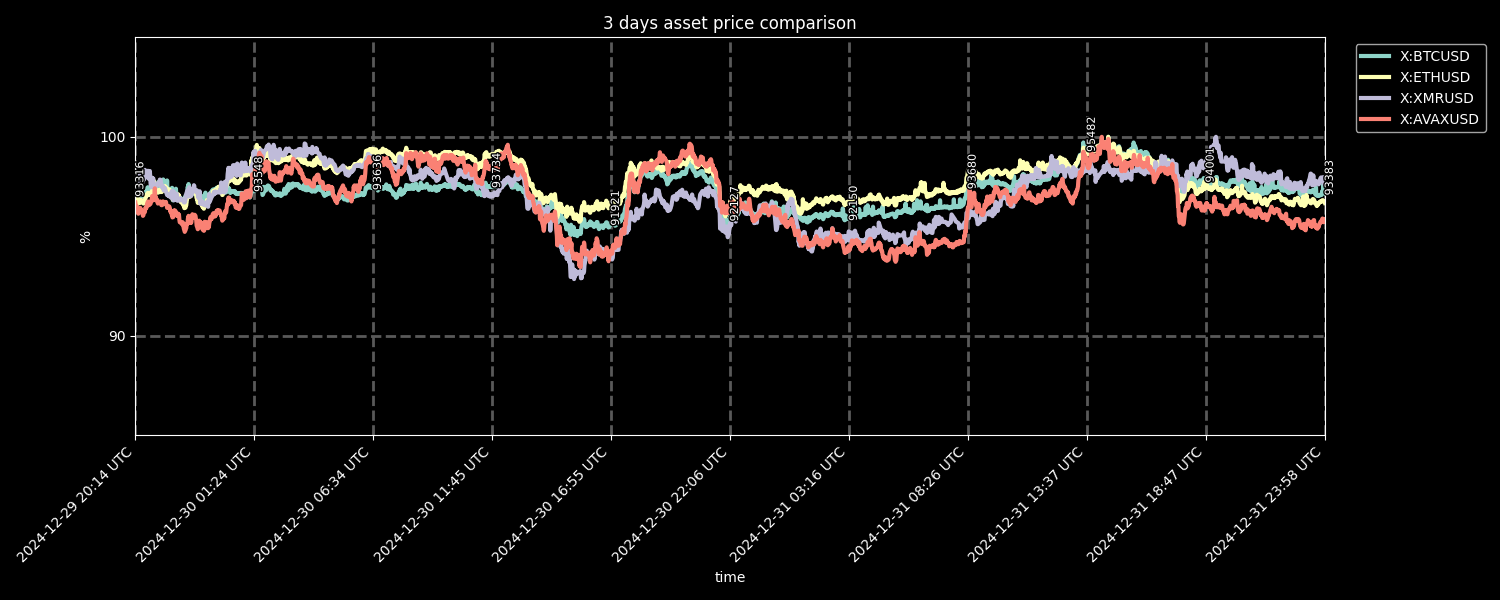 3 days asset price comparison
X:BTCUSD
X:ETHUSD
X:XMRUSD
X:AVAXUSD
100
90
%
93316
93548
93636
93734
91921
92127
92150
93680
95482
94001
93383
2024-12-29 20:14 UTC
2024-12-30 01:24 UTC
2024-12-30 06:34 UTC
2024-12-30 11:45 UTC
2024-12-30 16:55 UTC
2024-12-30 22:06 UTC
2024-12-31 03:16 UTC
2024-12-31 08:26 UTC
2024-12-31 13:37 UTC
2024-12-31 18:47 UTC
2024-12-31 23:58 UTC
time